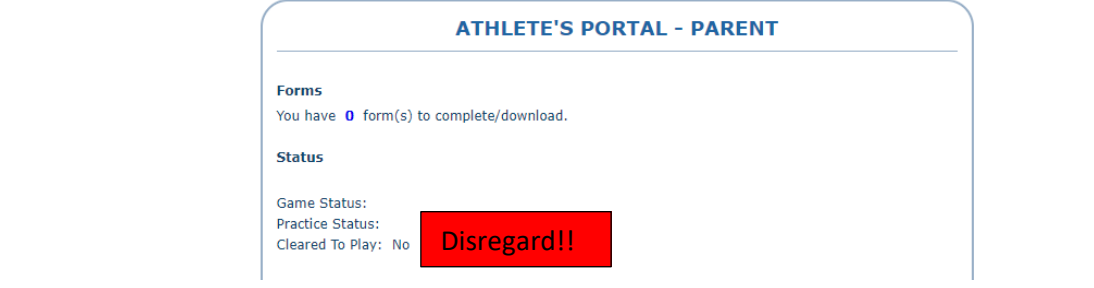 ATHLETE'S PORTAL - PARENT
Forms
You have 0 form(s) to complete/download.
Status
Game Status:
Practice Status:
Cleared To Play: No
Disregard!!